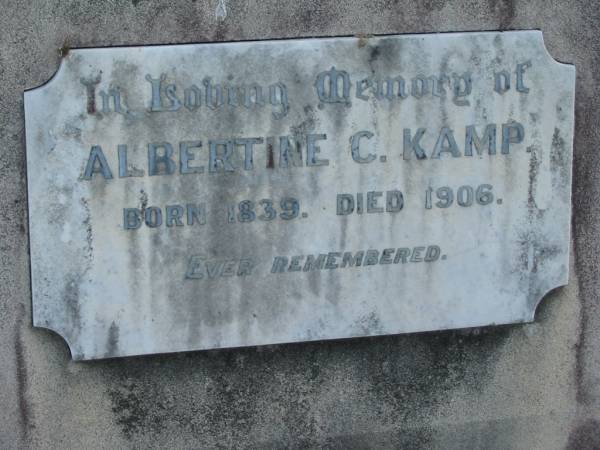 In Loving Memory of
ALBERTINE C. KAMP.
BORN 1839. DIED 1906.
EVER REMEMBERED.